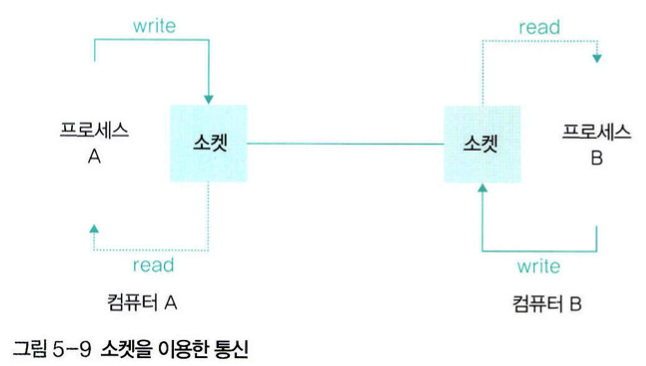 write
read
프로세스
A
소켓
소켓
프로세스
B
read
write
컴퓨터 A
컴퓨터 B
그림 5-9 소켓을 이용한 통신